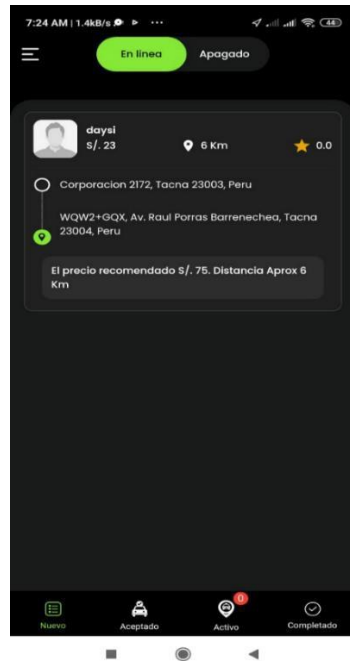 7:24 AM | 1.4kB/s ···
44
En linea
Apagado
daysi
S/. 23
6 Km
0.0
Corporacion 2172, Tacna 23003, Peru
WQW2+GQX, Av. Raul Porras Barrenechea, Tacna
23004, Peru
El precio recomendado S/. 75. Distancia Aprox 6
Km
0
Nuevo
Aceptado
Activo
Completado